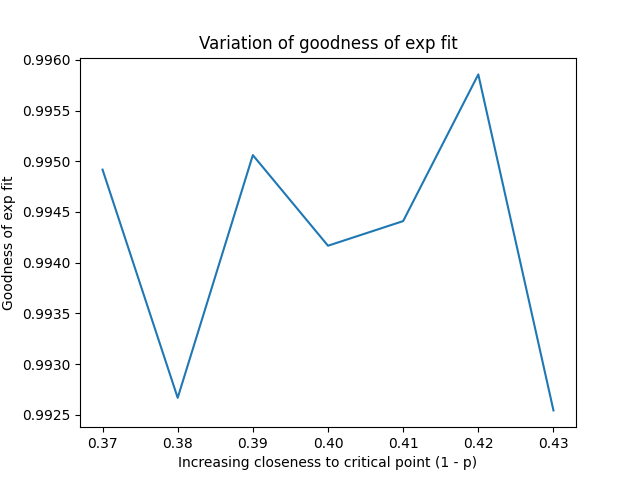 Variation of goodness of exp fit
Goodness of exp fit
0.9960
0.9955
0.9950
0.9945
0.9940
0.9935
0.9930
0.9925
0.37 0.38 0.39 0.40 0.41 0.42 0.43
Increasing closeness to critical point (1 - p)